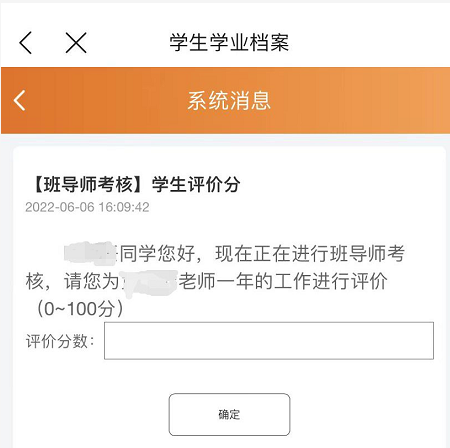 学生学业档案
系统消息
【班导师考核】学生评价分
2022-06-06 16:09:42
同学您好，现在正在进行班导师考
核，请您为老师一年的工作进行评价
（0~100分）
评价分数：
确定